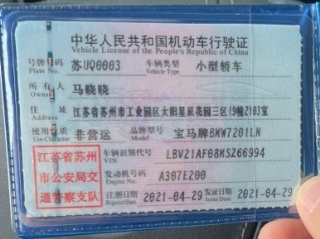 中华人民共和国机动车行驶证
Vehicle License of the People's Republic of China
号牌号码 苏UQ0003 车辆类型 小型轿车
Plate No. Vehicle Type
所有人 马晓晓
Owner
住址 江苏省苏州市工业园区太阳星辰花园三区19幢2103室
Address
使用性质 非营运 品牌型号 宝马牌BMW7201LN
Use Character Model
江苏省苏州 车辆识别代号 LBV21AF08MSZ66994
VIN
市公安局交 发动机号码 A307E200
Engine No.
通警察支队 注册日期 2021-04-29 发证日期 2021-04-29
Register Date Issue Date